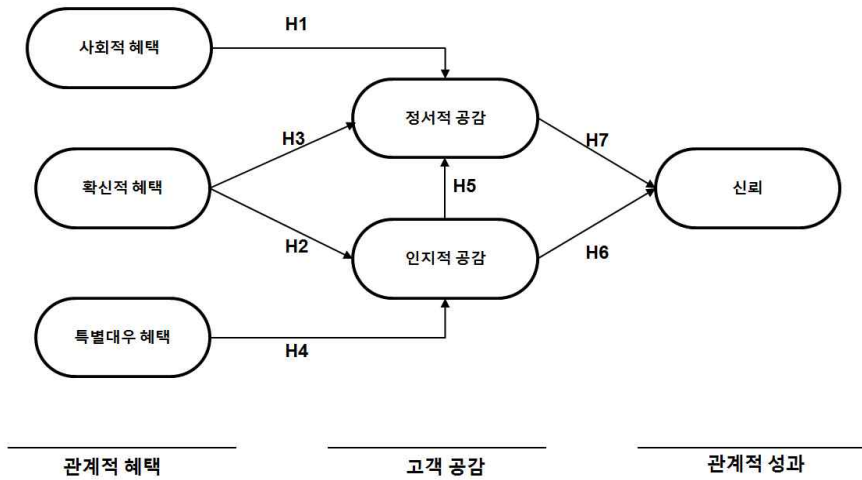 사회적 혜택
H1
정서적 공감
H3
H7
확신적 혜택
H5
신뢰
H2
인지적 공감
H6
특별대우 혜택
H4
관계적 혜택
고객 공감
관계적 성과